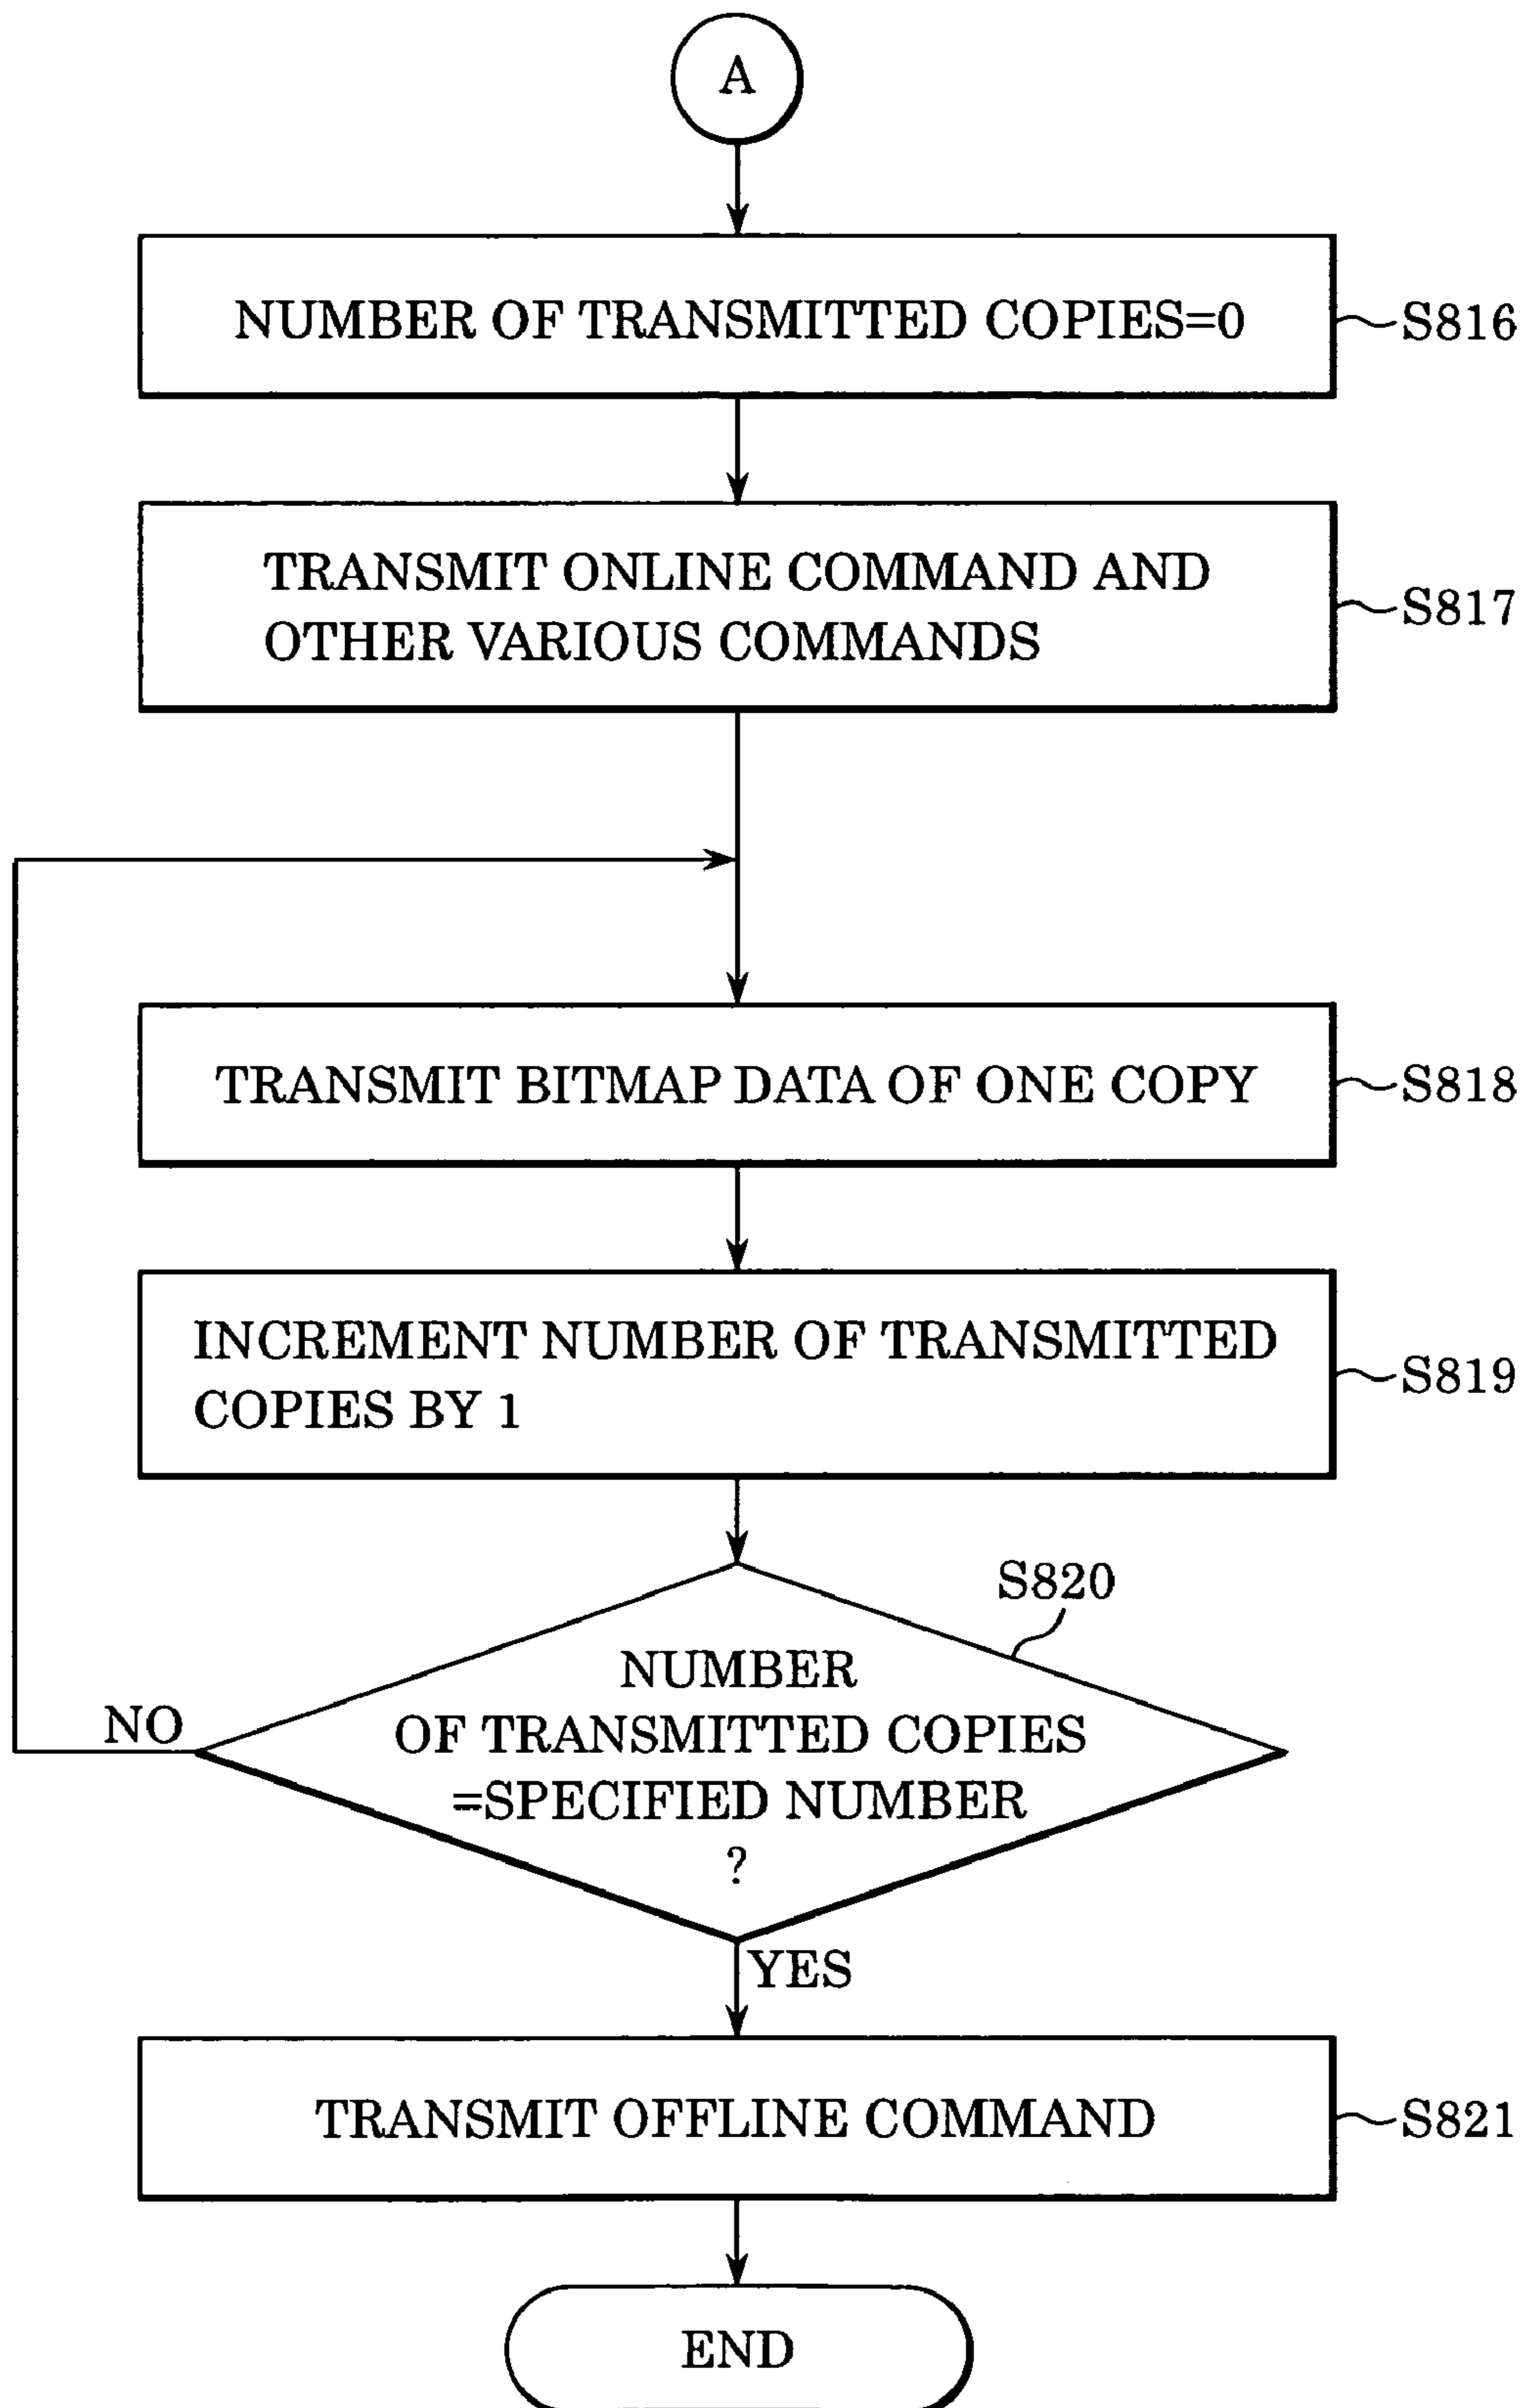 A
NUMBER OF TRANSMITTED COPIES=0
S816
TRANSMIT ONLINE COMMAND AND
OTHER VARIOUS COMMANDS
S817
TRANSMIT BITMAP DATA OF ONE COPY
S818
INCREMENT NUMBER OF TRANSMITTED
COPIES BY 1
S819
S820
NUMBER
OF TRANSMITTED COPIES
=SPECIFIED NUMBER
?
NO
YES
TRANSMIT OFFLINE COMMAND
S821
END